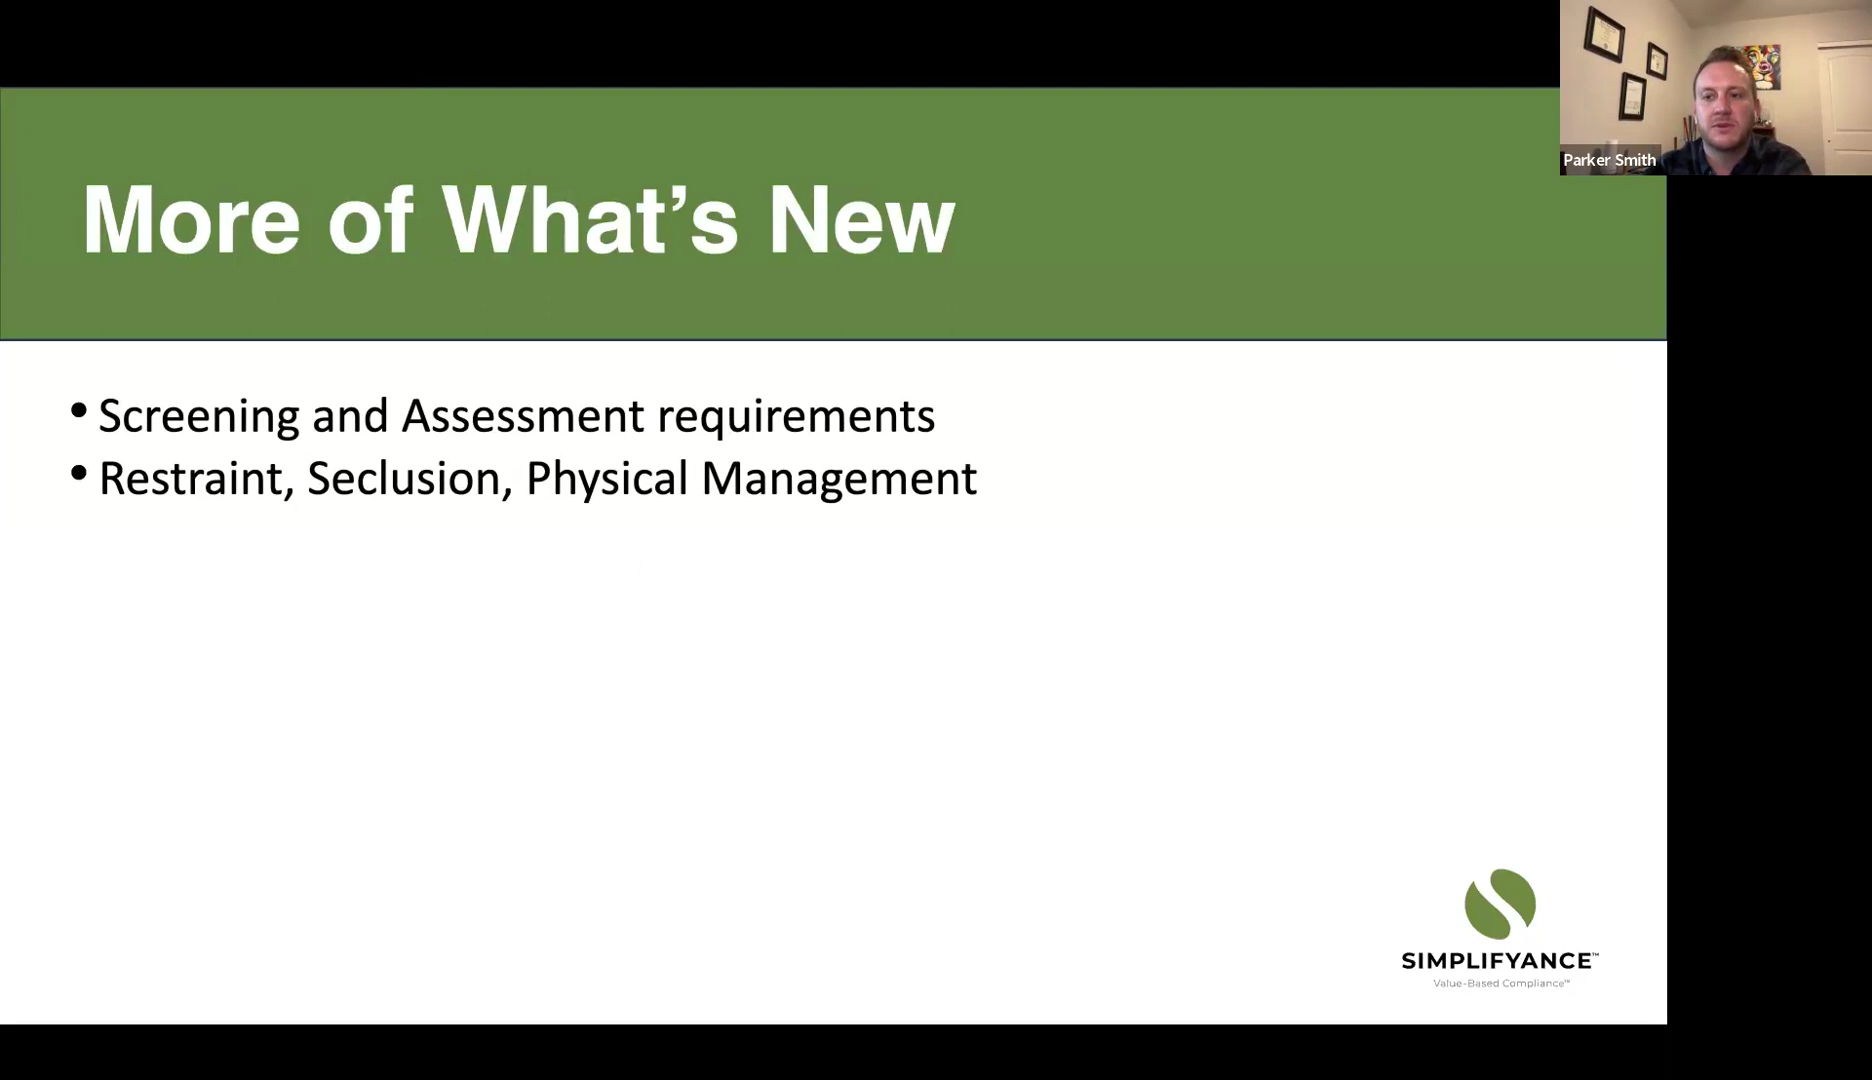 Parker Smith
More of What’s New
• Screening and Assessment requirements
• Restraint, Seclusion, Physical Management
SIMPLIFYANCE™
Value-Based Compliance™